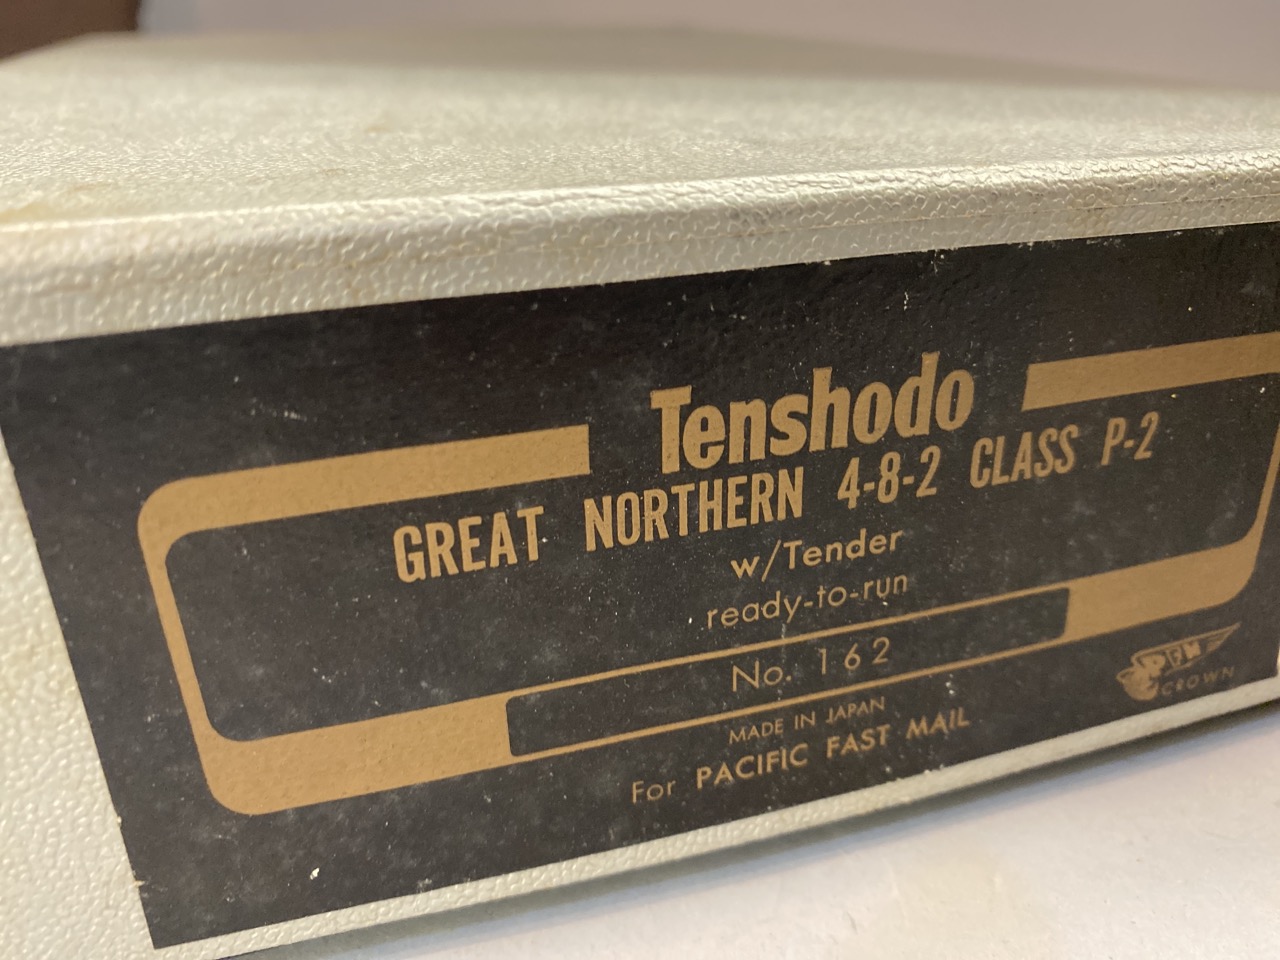 Tenshodo
GREAT NORTHERN 4-8-2 CLASS P-2
w/Tender
ready-to-run
No. 162
MADE IN JAPAN
For PACIFIC FAST MAIL
PFM
CROWN